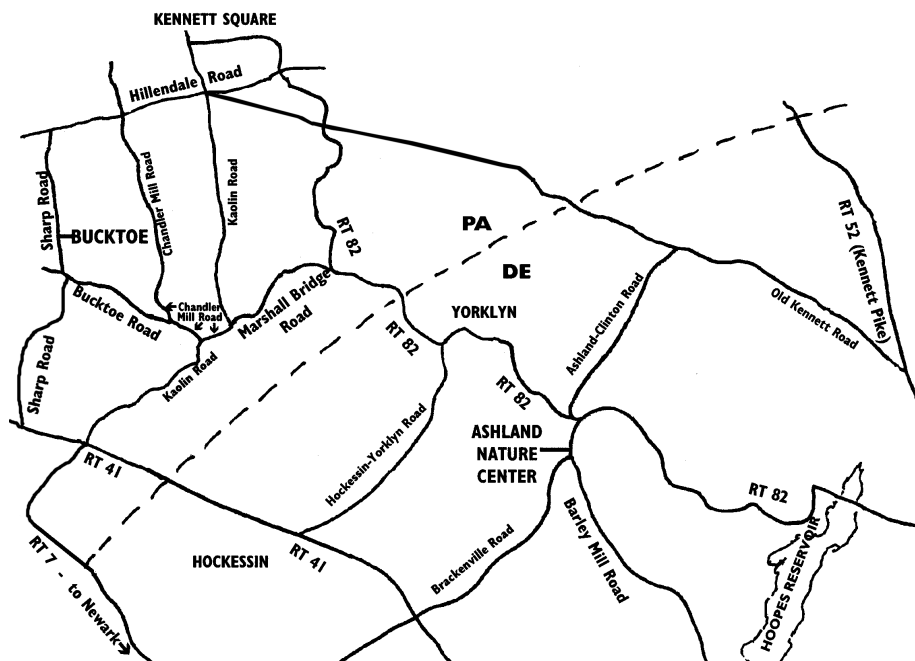 KENNETT SQUARE
Hillendale Road
Sharp Road
BUCKTOE
Chandler Mill Road
Kaolin Road
RT 82
PA
DE
RT 52 (Kennett Pike)
Bucktoe Road
Chandler
Mill Road
Marshall Bridge
Road
YORKLYN
RT 82
Ashland-Clinton Road
Old Kennett Road
Sharp Road
Kaolin Road
RT 82
RT 41
Hockessin-Yorklyn Road
ASHLAND
NATURE
CENTER
RT 82
RT 7 - to Newark
HOCKESSIN
RT 41
Brackenville Road
Barley Mill Road
HOOPES RESERVOIR